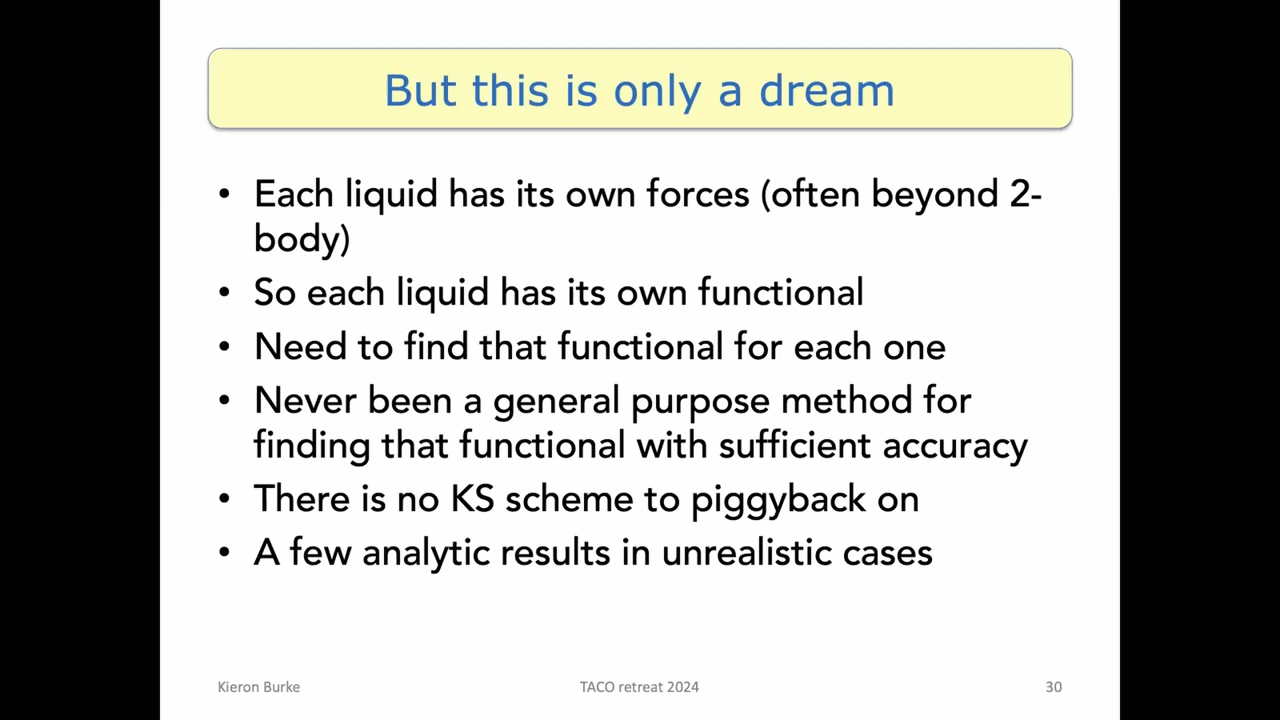 But this is only a dream
• Each liquid has its own forces (often beyond 2-
body)
• So each liquid has its own functional
• Need to find that functional for each one
• Never been a general purpose method for
finding that functional with sufficient accuracy
• There is no KS scheme to piggyback on
• A few analytic results in unrealistic cases
Kieron Burke
TACO retreat 2024
30